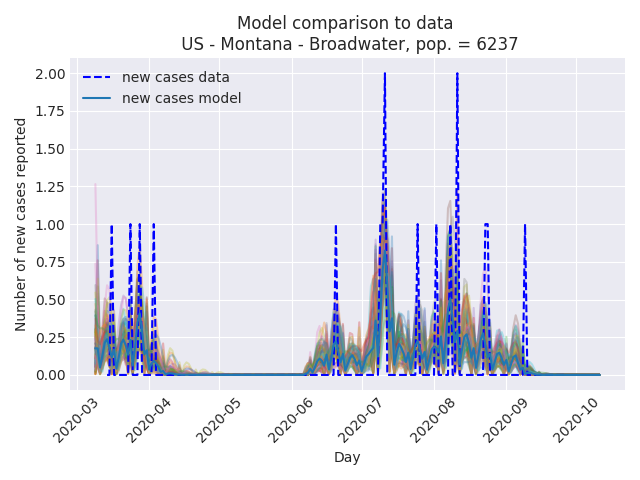 Model comparison to data
US - Montana - Broadwater, pop. = 6237
new cases data
new cases model
Number of new cases reported
2.00
1.75
1.50
1.25
1.00
0.75
0.50
0.25
0.00
2020-03
2020-04
2020-05
2020-06
2020-07
2020-08
2020-09
2020-10
Day